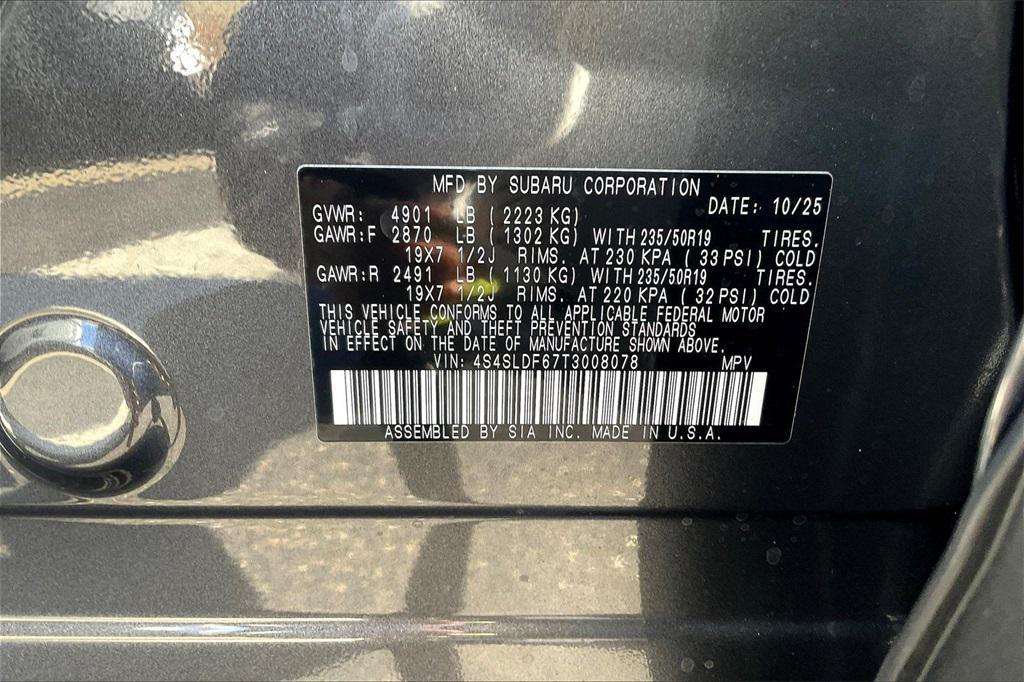 MFD BY SUBARU CORPORATION
DATE: 10/25
GVWR: 4901 LB ( 2223 KG)
GAWR:F 2870 LB ( 1302 KG) WITH 235/50R19 TIRES.
19X7 1/2J RIMS. AT 230 KPA ( 33 PSI) COLD
GAWR:R 2491 LB ( 1130 KG) WITH 235/50R19 TIRES.
19X7 1/2J RIMS. AT 220 KPA ( 32 PSI) COLD
THIS VEHICLE CONFORMS TO ALL APPLICABLE FEDERAL MOTOR
VEHICLE SAFETY AND THEFT PREVENTION STANDARDS
IN EFFECT ON THE DATE OF MANUFACTURE SHOWN ABOVE.
VIN: 4S4SLDF67T3008078 MPV
ASSEMBLED BY SIA INC. MADE IN U.S.A.